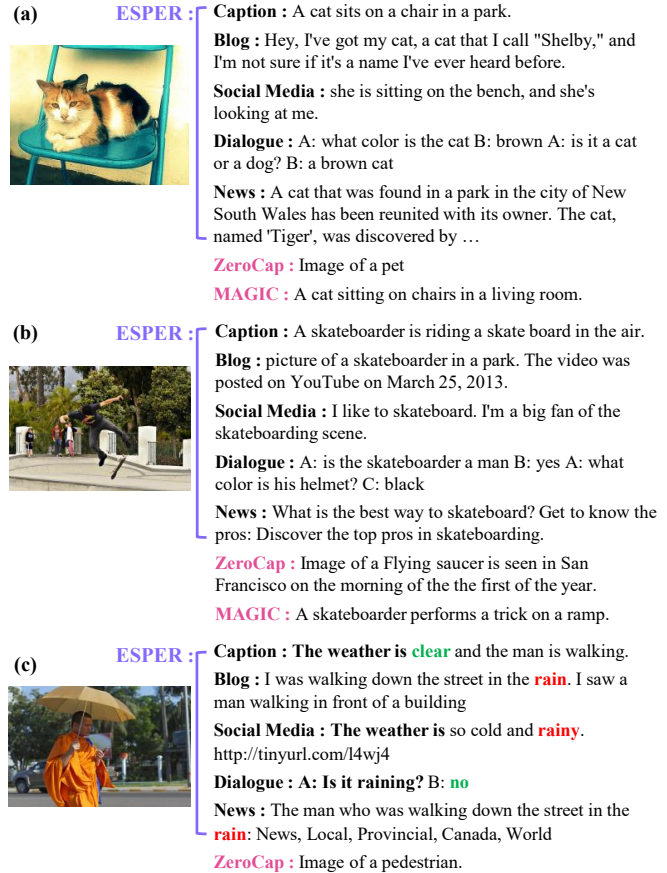 (a)
ESPER :
Caption : A cat sits on a chair in a park.
Blog : Hey, I've got my cat, a cat that I call "Shelby," and
I'm not sure if it's a name I've ever heard before.
Social Media : she is sitting on the bench, and she's
looking at me.
Dialogue : A: what color is the cat B: brown A: is it a cat
or a dog? B: a brown cat
News : A cat that was found in a park in the city of New
South Wales has been reunited with its owner. The cat,
named 'Tiger', was discovered by …
ZeroCap : Image of a pet
MAGIC : A cat sitting on chairs in a living room.
(b)
ESPER :
Caption : A skateboarder is riding a skate board in the air.
Blog : picture of a skateboarder in a park. The video was
posted on YouTube on March 25, 2013.
Social Media : I like to skateboard. I'm a big fan of the
skateboarding scene.
Dialogue : A: is the skateboarder a man B: yes A: what
color is his helmet? C: black
News : What is the best way to skateboard? Get to know the
pros: Discover the top pros in skateboarding.
ZeroCap : Image of a Flying saucer is seen in San
Francisco on the morning of the the first of the year.
MAGIC : A skateboarder performs a trick on a ramp.
(c)
ESPER :
Caption : The weather is clear and the man is walking.
Blog : I was walking down the street in the rain. I saw a
man walking in front of a building
Social Media : The weather is so cold and rainy.
http://tinyurl.com/l4wj4
Dialogue : A: Is it raining? B: no
News : The man who was walking down the street in the
rain: News, Local, Provincial, Canada, World
ZeroCap : Image of a pedestrian.